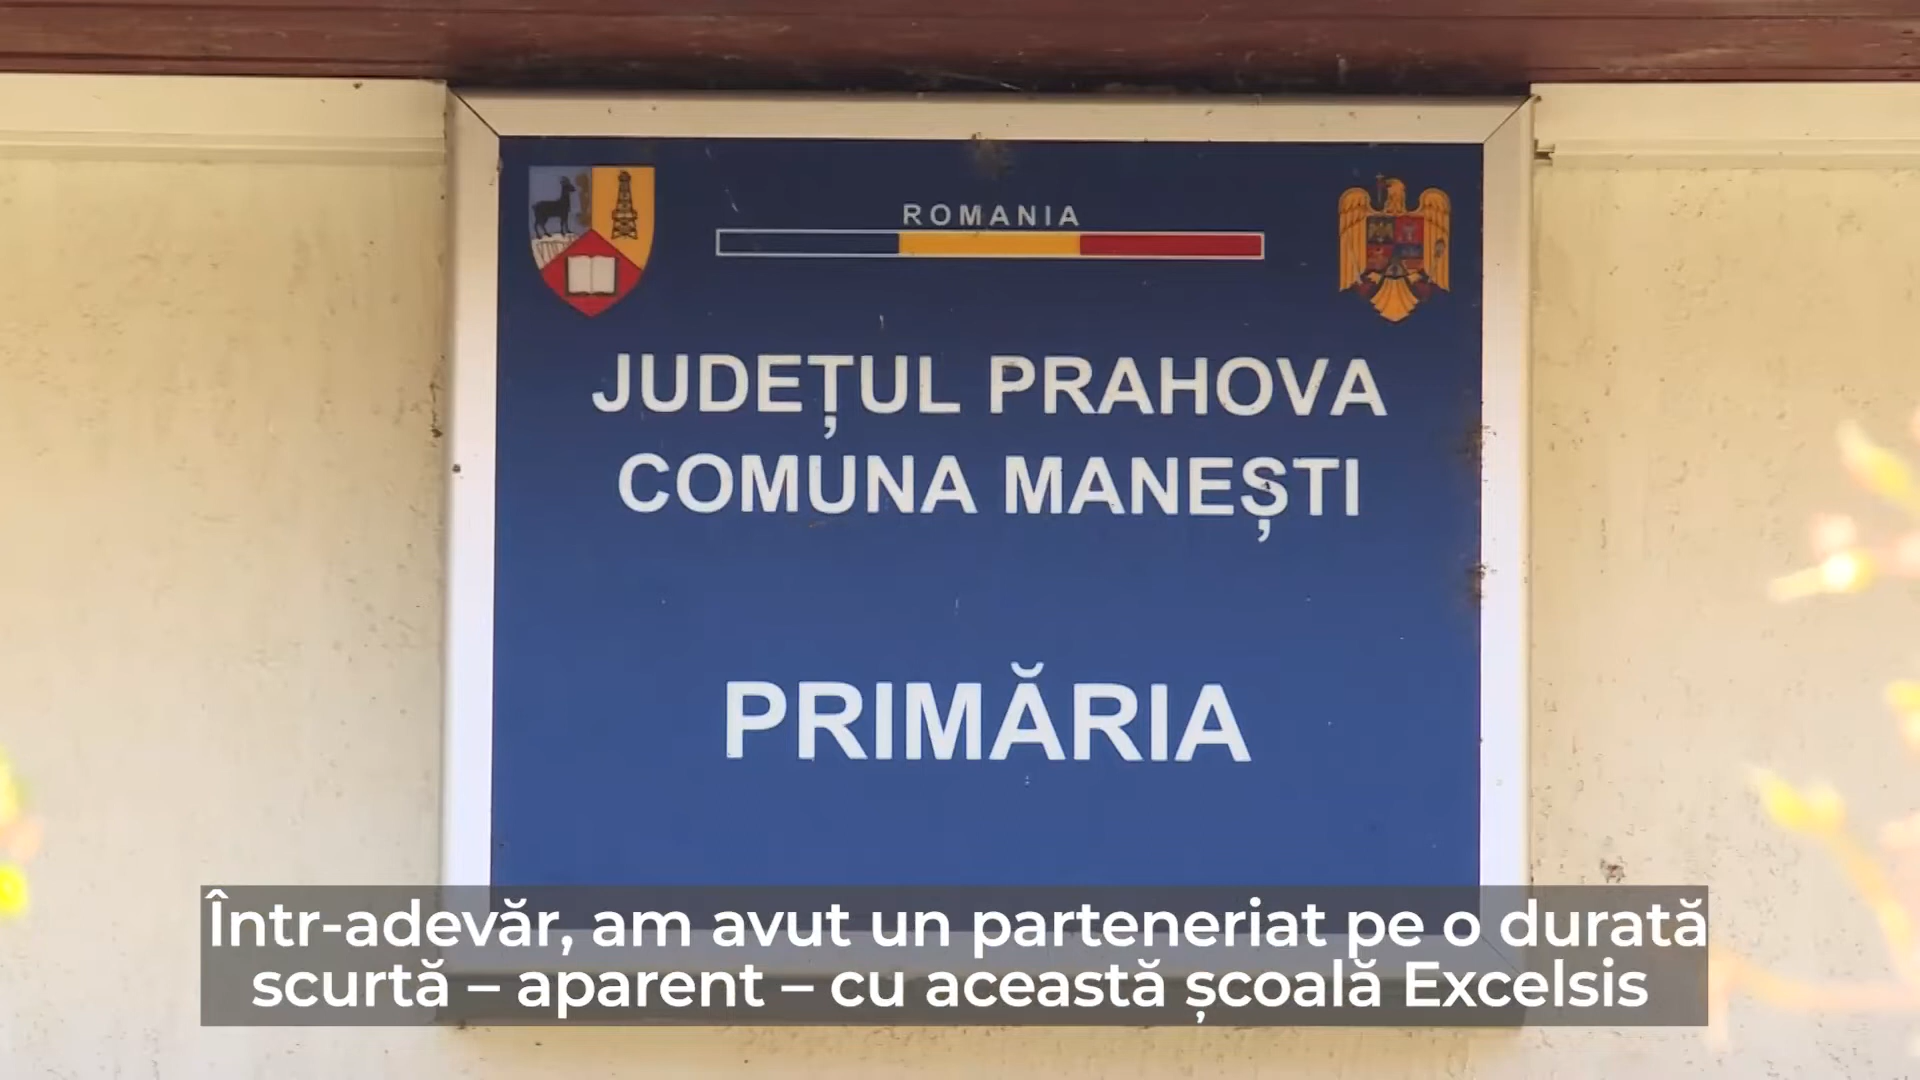 ROMANIA
JUDEȚUL PRAHOVA
COMUNA MANEȘTI
PRIMĂRIA
Într-adevăr, am avut un parteneriat pe o durată
scurtă – aparent – cu această școală Excelsis